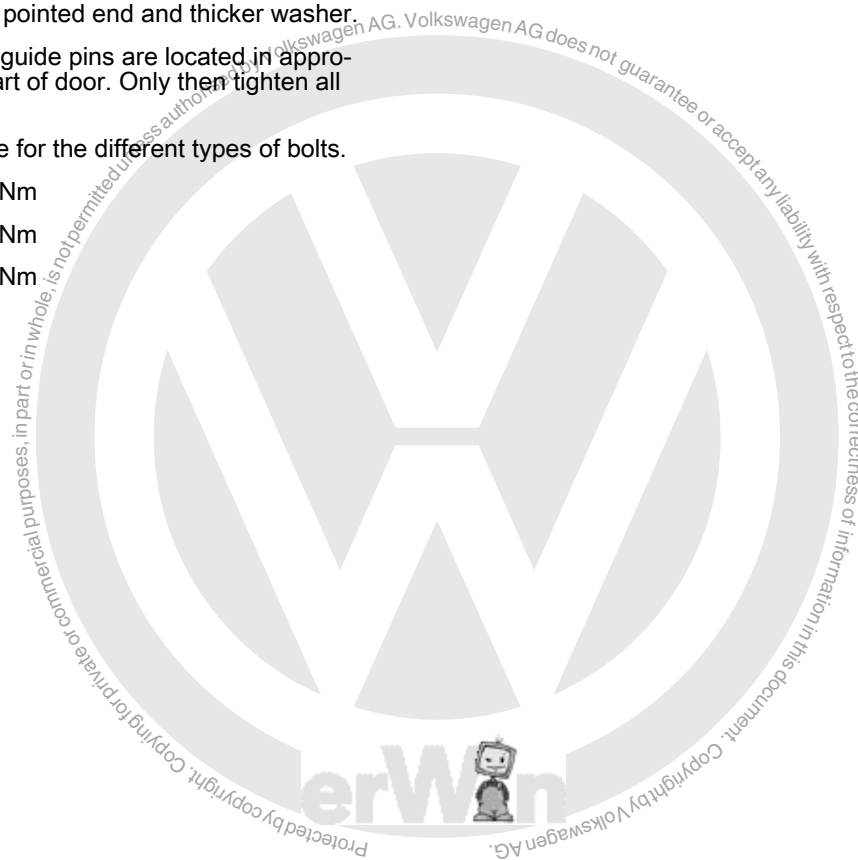 pointed end and thicker washer.
guide pins are located in appro-
art of door. Only then tighten all
e for the different types of bolts.
Nm
Nm
Nm
Protected by copyright. Copying for private or commercial purposes, in part or in whole, is not permitted unless authorised by Volkswagen AG. Volkswagen AG does not guarantee or accept any liability with respect to the correctness of information in this document. Copyright by Volkswagen AG.
erWin